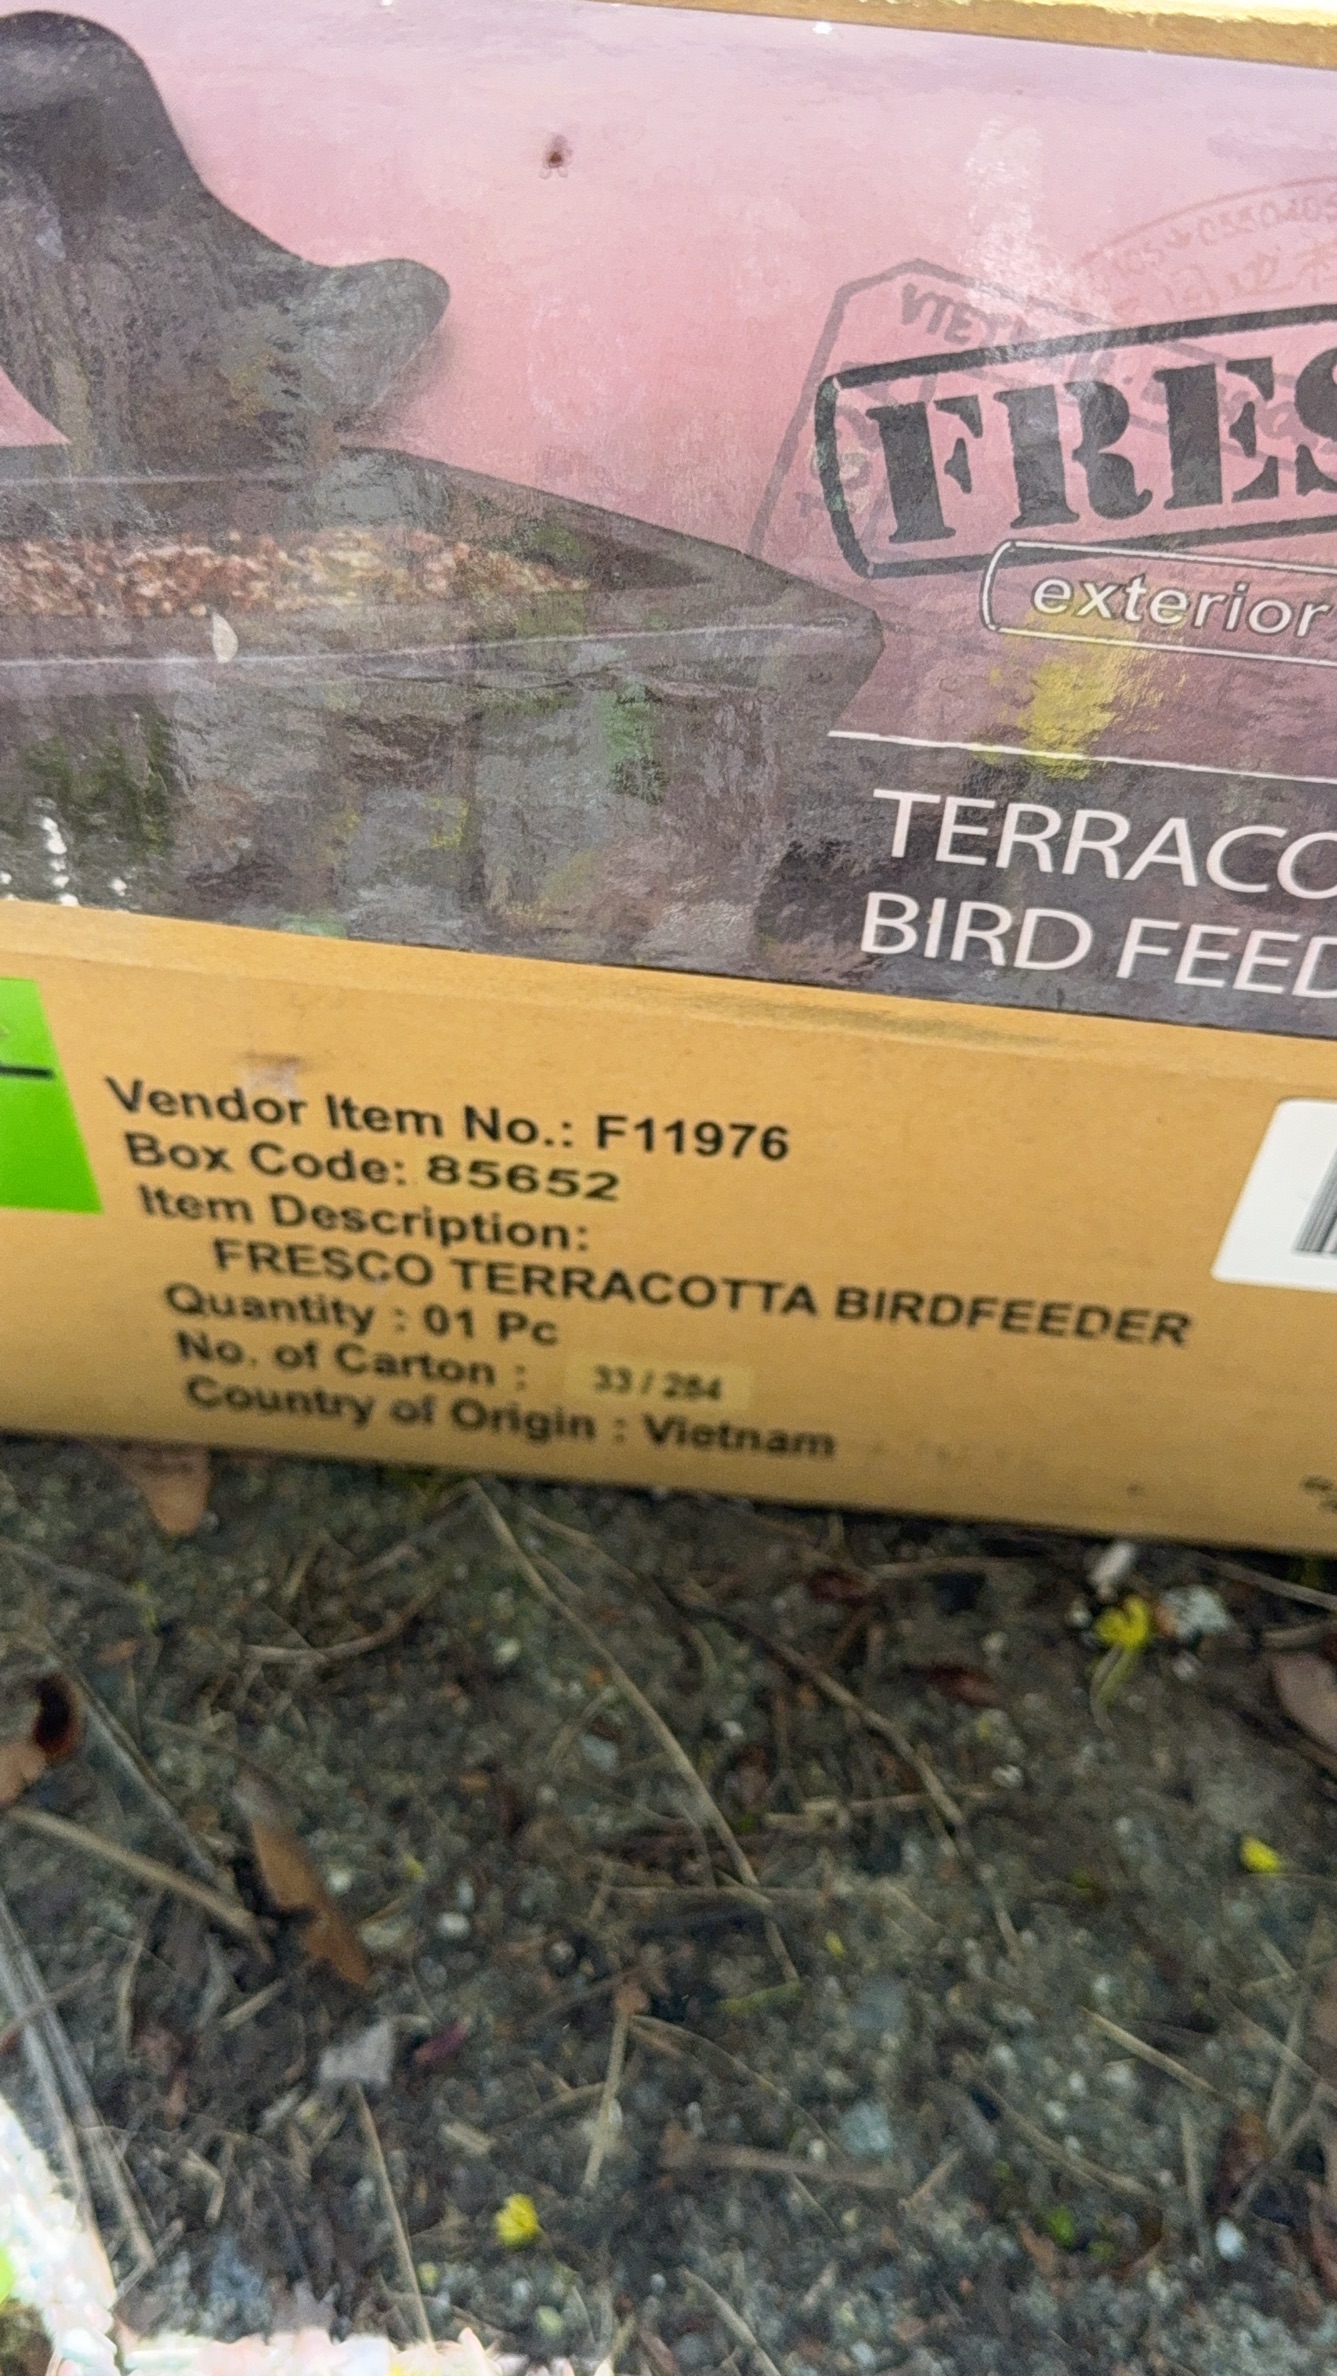 FRES
exterior
TERRACO
BIRD FEED
Vendor Item No.: F11976
Box Code: 85652
Item Description:
FRESCO TERRACOTTA BIRDFEEDER
Quantity : 01 Pc
No. of Carton : 33 / 284
Country of Origin : Vietnam